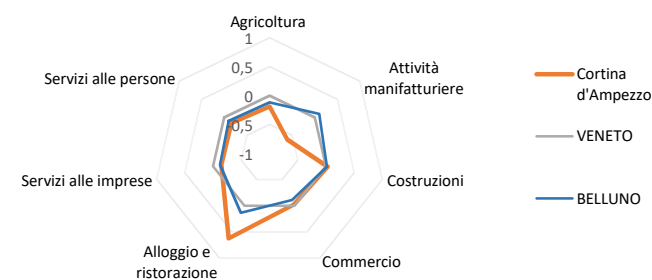 Agricoltura
1
0,5
0
-0,5
-1
Attività
manifatturiere
Costruzioni
Commercio
Alloggio e
ristorazione
Servizi alle imprese
Servizi alle persone
Cortina
d'Ampezzo
VENETO
BELLUNO